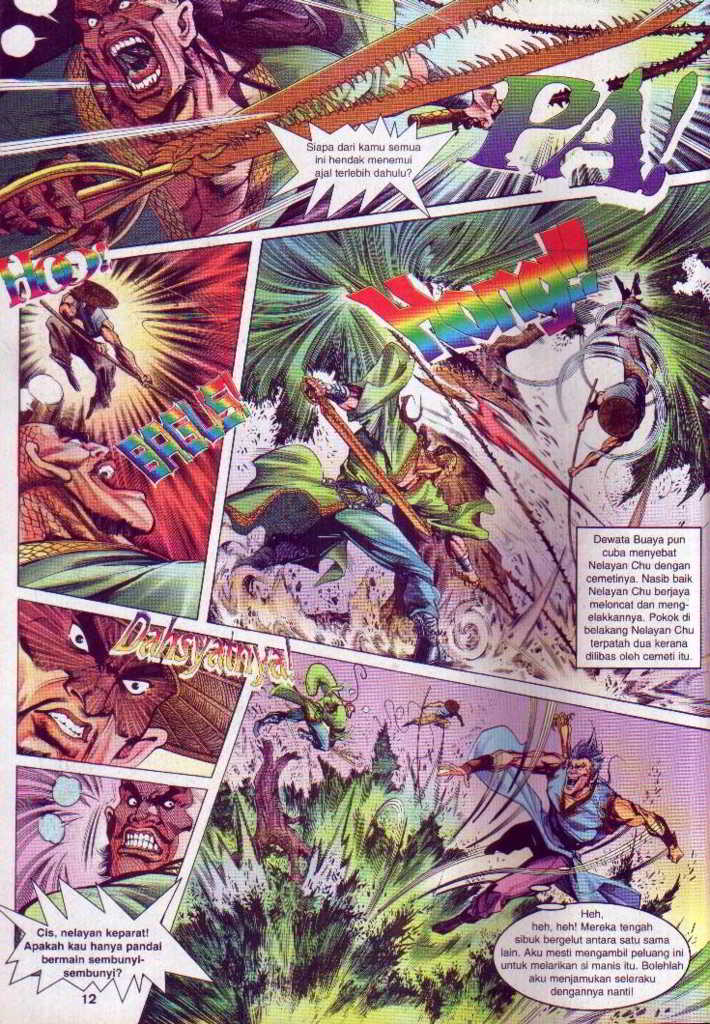 PA!
Siapa dari kamu semua
ini hendak menemui
ajal terlebih dahulu?
HOO!
Hong!!
BAGUS!
Dewata Buaya pun
cuba menyebat
Nelayan Chu dengan
cemetinya. Nasib baik
Nelayan Chu berjaya
meloncat dan meng-
elakkannya. Pokok di
belakang Nelayan Chu
terpatah dua kerana
dilibas oleh cemeti itu.
Dahsyatnya!
Cis, nelayan keparat!
Apakah kau hanya pandai
bermain sembunyi-
sembunyi?
Heh,
heh, heh! Mereka tengah
sibuk bergelut antara satu sama
lain. Aku mesti mengambil peluang ini
untuk melarikan si manis itu. Bolehlah
aku menjamukan seleraku
dengannya nanti!
12